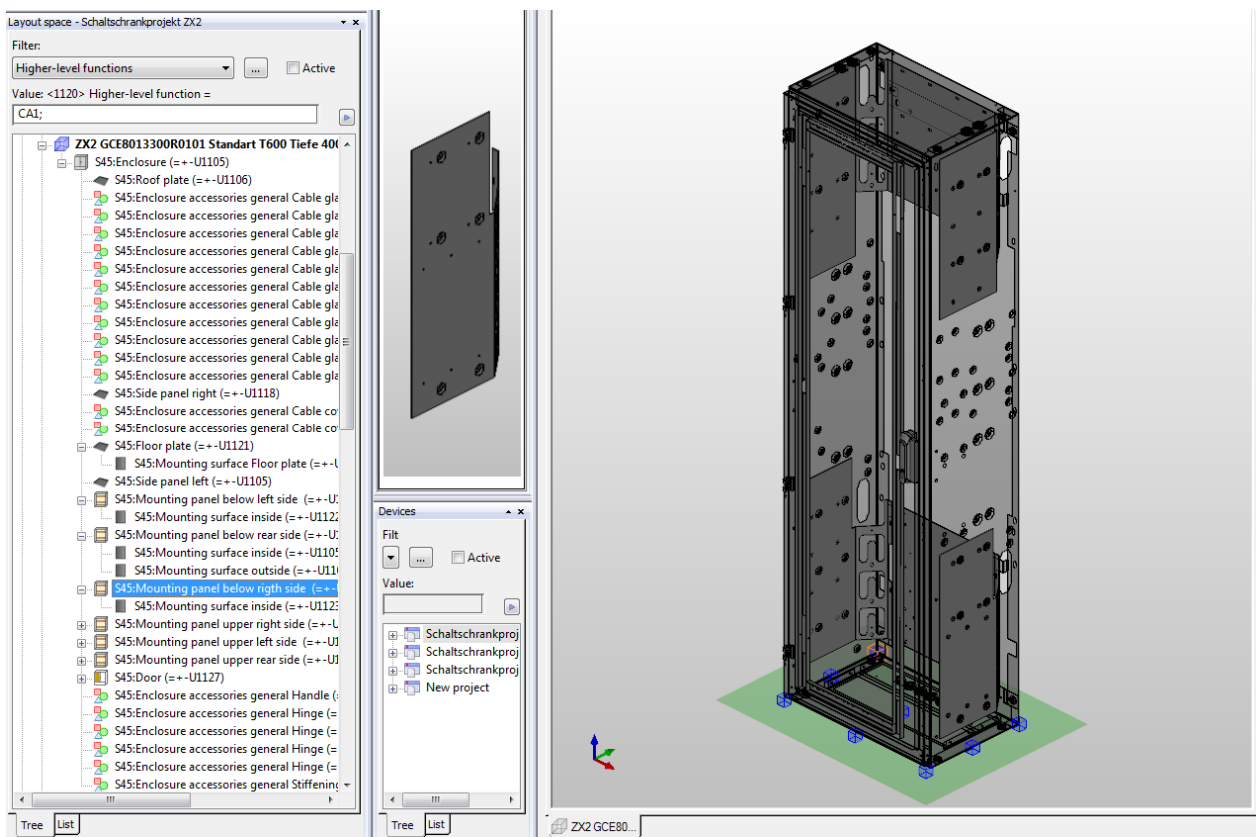 Layout space - Schaltschrankprojekt ZX2
Filter:
Higher-level functions
...
Active
Value: <1120> Higher-level function =
CA1;
ZX2 GCE8013300R0101 Standart T600 Tiefe 400
S45:Enclosure (=+-U1105)
S45:Roof plate (=+-U1106)
S45:Enclosure accessories general Cable gla
S45:Enclosure accessories general Cable gla
S45:Enclosure accessories general Cable gla
S45:Enclosure accessories general Cable gla
S45:Enclosure accessories general Cable gla
S45:Enclosure accessories general Cable gla
S45:Enclosure accessories general Cable gla
S45:Enclosure accessories general Cable gla
S45:Enclosure accessories general Cable gla
S45:Enclosure accessories general Cable gla
S45:Enclosure accessories general Cable gla
S45:Side panel right (=+-U1118)
S45:Enclosure accessories general Cable co
S45:Enclosure accessories general Cable co
S45:Floor plate (=+-U1121)
S45:Mounting surface Floor plate (=+-U
S45:Side panel left (=+-U1105)
S45:Mounting panel below left side (=+-U
S45:Mounting surface inside (=+-U1122
S45:Mounting panel below rear side (=+-U
S45:Mounting surface inside (=+-U1105
S45:Mounting surface outside (=+-U110
S45:Mounting panel below rigth side (=+-U
S45:Mounting surface inside (=+-U1123
S45:Mounting panel upper right side (=+-U
S45:Mounting panel upper left side (=+-U1
S45:Mounting panel upper rear side (=+-U1
S45:Door (=+-U1127)
S45:Enclosure accessories general Handle (
S45:Enclosure accessories general Hinge (=
S45:Enclosure accessories general Hinge (=
S45:Enclosure accessories general Hinge (=
S45:Enclosure accessories general Hinge (=
S45:Enclosure accessories general Stiffening
Tree
List
Devices
Filt
...
Active
Value:
Schaltschrankproj
Schaltschrankproj
Schaltschrankproj
New project
Tree
List
ZX2 GCE80...